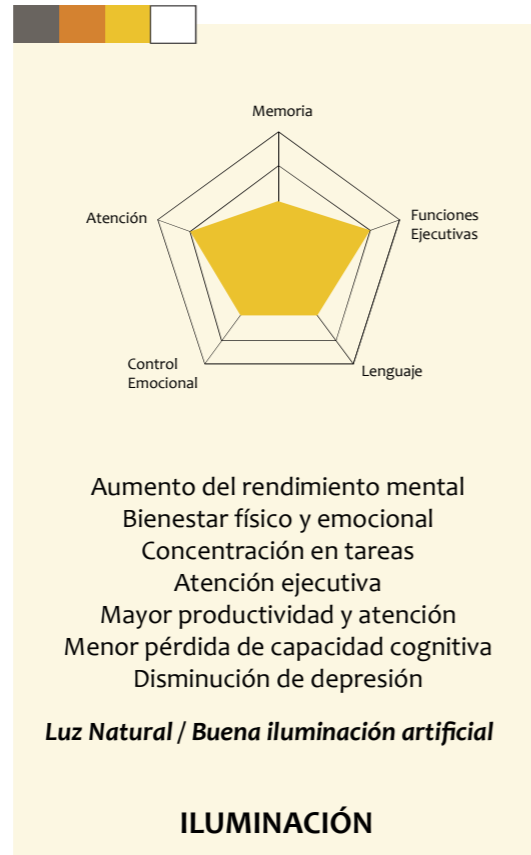 Memoria
Atención
Funciones
Ejecutivas
Control
Emocional
Lenguaje
Aumento del rendimiento mental
Bienestar físico y emocional
Concentración en tareas
Atención ejecutiva
Mayor productividad y atención
Menor pérdida de capacidad cognitiva
Disminución de depresión
Luz Natural / Buena iluminación artificial
ILUMINACIÓN